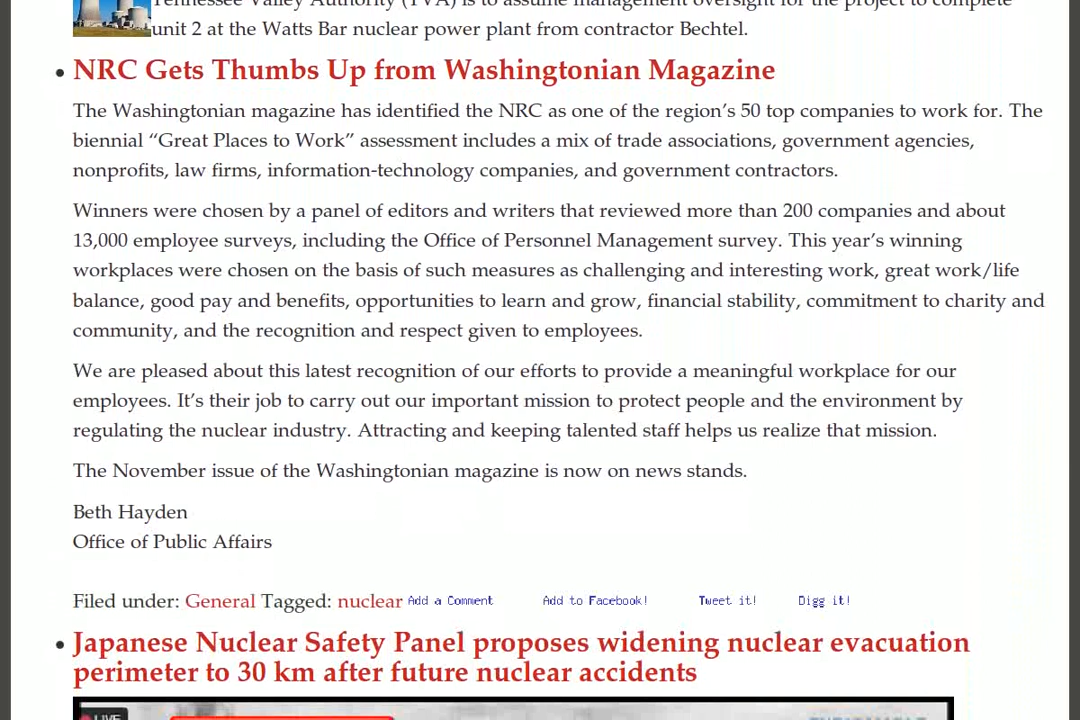 Tennessee Valley Authority (TVA) is to assume management oversight for the project to complete
unit 2 at the Watts Bar nuclear power plant from contractor Bechtel.
NRC Gets Thumbs Up from Washingtonian Magazine
The Washingtonian magazine has identified the NRC as one of the region’s 50 top companies to work for. The
biennial “Great Places to Work” assessment includes a mix of trade associations, government agencies,
nonprofits, law firms, information-technology companies, and government contractors.
Winners were chosen by a panel of editors and writers that reviewed more than 200 companies and about
13,000 employee surveys, including the Office of Personnel Management survey. This year’s winning
workplaces were chosen on the basis of such measures as challenging and interesting work, great work/life
balance, good pay and benefits, opportunities to learn and grow, financial stability, commitment to charity and
community, and the recognition and respect given to employees.
We are pleased about this latest recognition of our efforts to provide a meaningful workplace for our
employees. It’s their job to carry out our important mission to protect people and the environment by
regulating the nuclear industry. Attracting and keeping talented staff helps us realize that mission.
The November issue of the Washingtonian magazine is now on news stands.
Beth Hayden
Office of Public Affairs
Filed under: General Tagged: nuclear Add a Comment Add to Facebook! Tweet it! Digg it!
Japanese Nuclear Safety Panel proposes widening nuclear evacuation
perimeter to 30 km after future nuclear accidents
LIVE